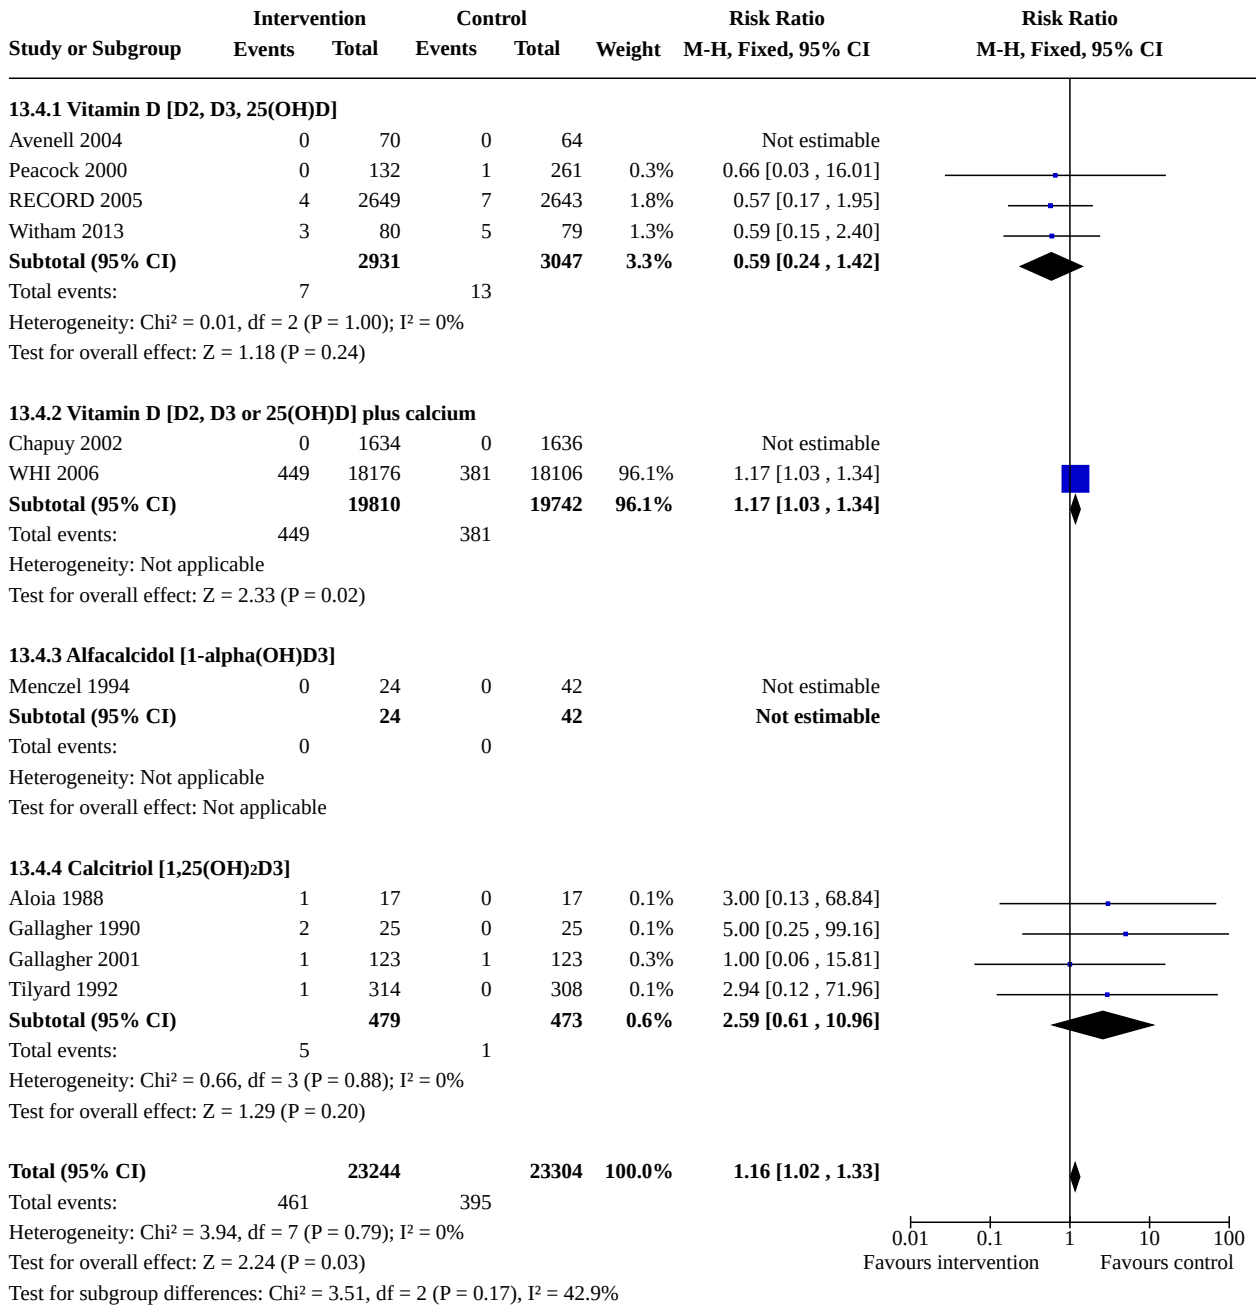 Intervention Control Risk Ratio Risk Ratio
Study or Subgroup Events Total Events Total Weight M-H, Fixed, 95% CI M-H, Fixed, 95% CI
13.4.1 Vitamin D [D2, D3, 25(OH)D]
Avenell 2004 0 70 0 64 Not estimable
Peacock 2000 0 132 1 261 0.3% 0.66 [0.03 , 16.01]
RECORD 2005 4 2649 7 2643 1.8% 0.57 [0.17 , 1.95]
Witham 2013 3 80 5 79 1.3% 0.59 [0.15 , 2.40]
Subtotal (95% CI) 2931 3047 3.3% 0.59 [0.24 , 1.42]
Total events: 7 13
Heterogeneity: Chi² = 0.01, df = 2 (P = 1.00); I² = 0%
Test for overall effect: Z = 1.18 (P = 0.24)
13.4.2 Vitamin D [D2, D3 or 25(OH)D] plus calcium
Chapuy 2002 0 1634 0 1636 Not estimable
WHI 2006 449 18176 381 18106 96.1% 1.17 [1.03 , 1.34]
Subtotal (95% CI) 19810 19742 96.1% 1.17 [1.03 , 1.34]
Total events: 449 381
Heterogeneity: Not applicable
Test for overall effect: Z = 2.33 (P = 0.02)
13.4.3 Alfacalcidol [1-alpha(OH)D3]
Menczel 1994 0 24 0 42 Not estimable
Subtotal (95% CI) 24 42 Not estimable
Total events: 0 0
Heterogeneity: Not applicable
Test for overall effect: Not applicable
13.4.4 Calcitriol [1,25(OH)₂D3]
Aloia 1988 1 17 0 17 0.1% 3.00 [0.13 , 68.84]
Gallagher 1990 2 25 0 25 0.1% 5.00 [0.25 , 99.16]
Gallagher 2001 1 123 1 123 0.3% 1.00 [0.06 , 15.81]
Tilyard 1992 1 314 0 308 0.1% 2.94 [0.12 , 71.96]
Subtotal (95% CI) 479 473 0.6% 2.59 [0.61 , 10.96]
Total events: 5 1
Heterogeneity: Chi² = 0.66, df = 3 (P = 0.88); I² = 0%
Test for overall effect: Z = 1.29 (P = 0.20)
Total (95% CI) 23244 23304 100.0% 1.16 [1.02 , 1.33]
Total events: 461 395
Heterogeneity: Chi² = 3.94, df = 7 (P = 0.79); I² = 0% 0.01 0.1 1 10 100
Test for overall effect: Z = 2.24 (P = 0.03) Favours intervention Favours control
Test for subgroup differences: Chi² = 3.51, df = 2 (P = 0.17), I² = 42.9%